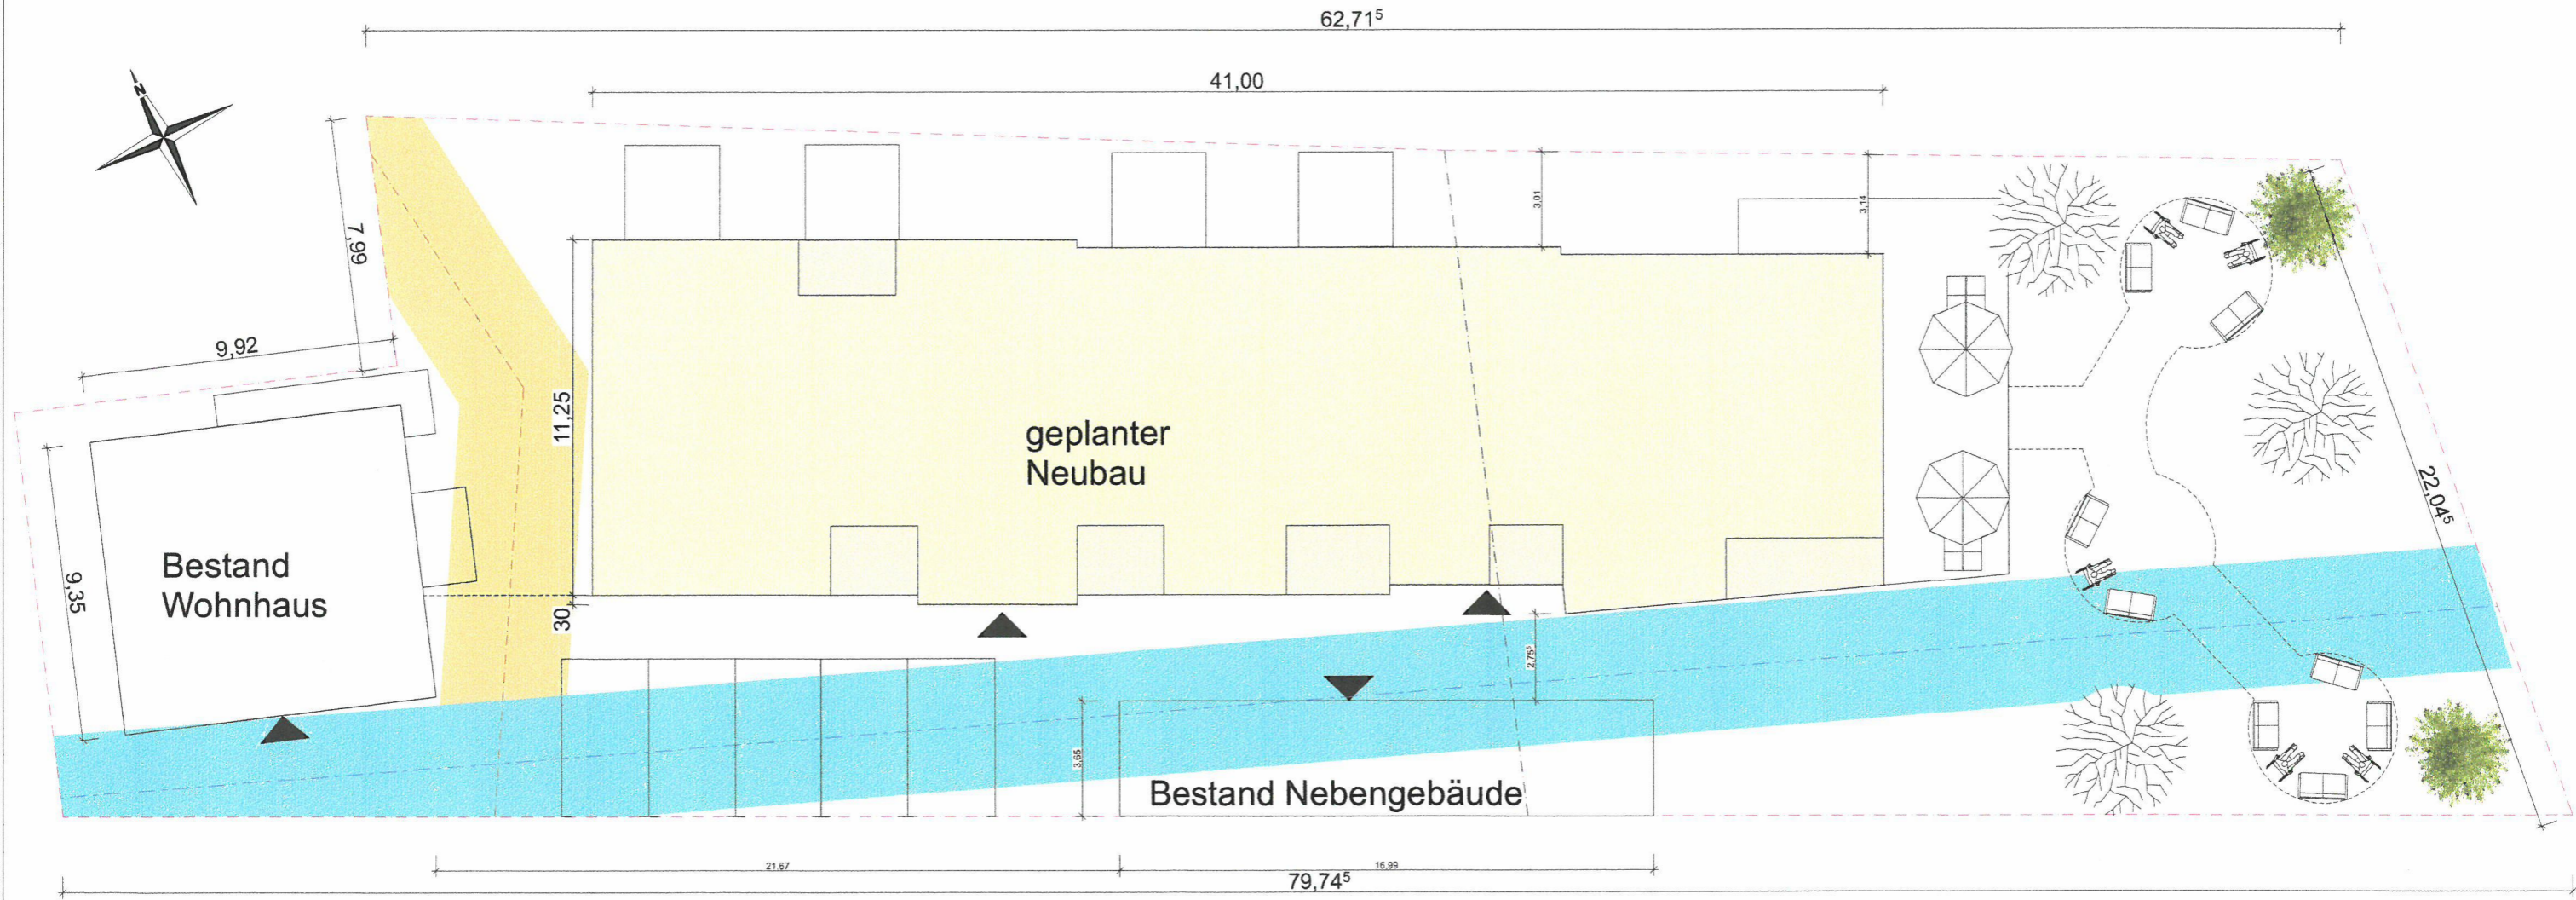 62,71⁵
41,00
N
7,99
3,01
3,14
9,92
11,25
geplanter
Neubau
22,04⁵
Bestand
Wohnhaus
9,35
30
2,75⁵
3,65
Bestand Nebengebäude
21,67
16,99
79,74⁵